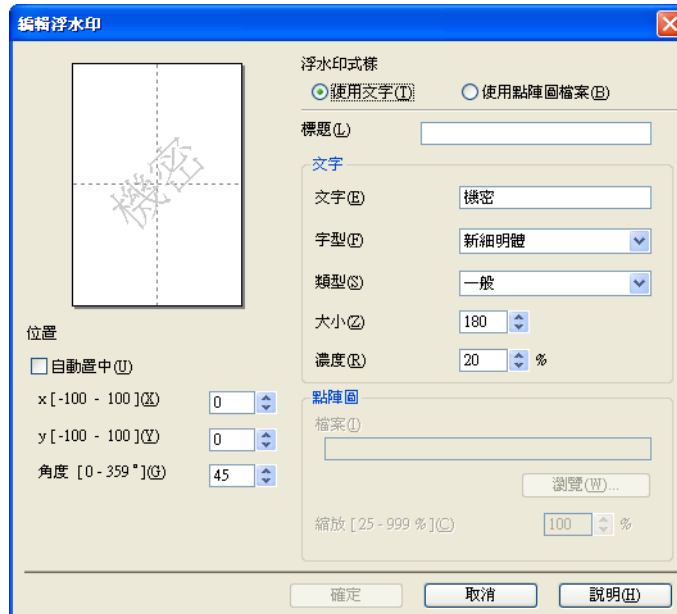 編輯浮水印
機密
位置
自動置中(U)
x [-100 - 100 ](X) 0
y [-100 - 100 ](Y) 0
角度 [0 - 359 °](G) 45
浮水印式樣
使用文字(T) 使用點陣圖檔案(B)
標題(L)
文字
文字(E) 機密
字型(F) 新細明體
類型(S) 一般
大小(Z) 180
濃度(R) 20 %
點陣圖
檔案(I)
瀏覽(W)...
縮放 [ 25 - 999 % ](C) 100 %
確定 取消 說明(H)